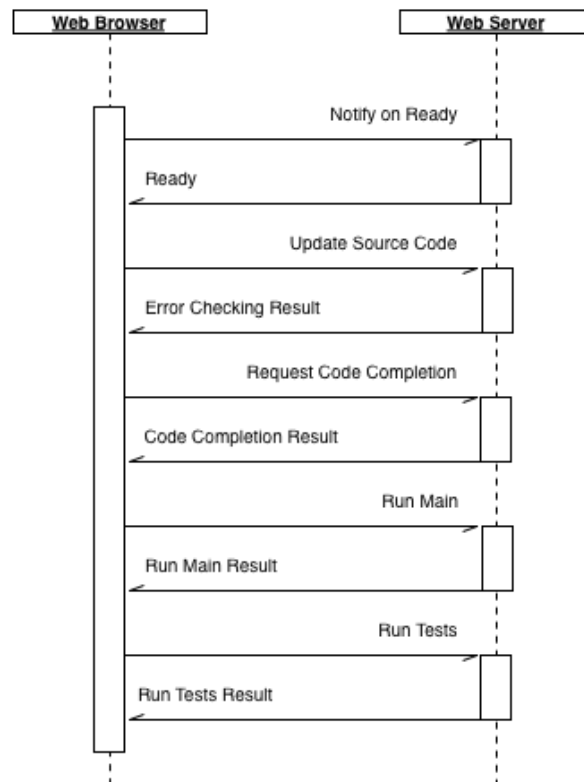 Web Browser
Web Server
Notify on Ready
Ready
Update Source Code
Error Checking Result
Request Code Completion
Code Completion Result
Run Main
Run Main Result
Run Tests
Run Tests Result